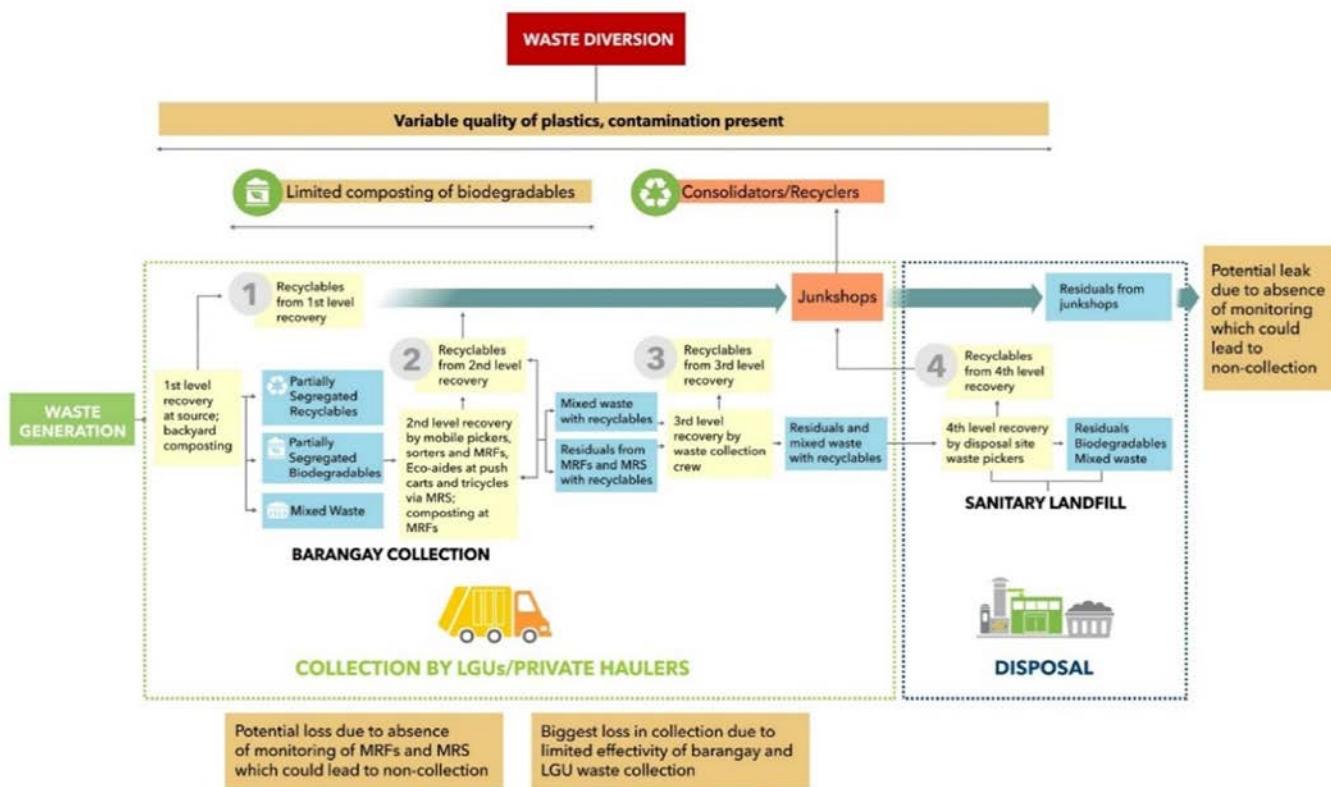 WASTE DIVERSION
Variable quality of plastics, contamination present
Limited composting of biodegradables
Consolidators/Recyclers
1
Recyclables
from 1st level
recovery
Junkshops
Residuals from
junkshops
Potential leak
due to absence
of monitoring
which could
lead to
non-collection
2
Recyclables
from 2nd level
recovery
3
Recyclables
from 3rd level
recovery
4
Recyclables
from 4th level
recovery
WASTE
GENERATION
1st level
recovery
at source;
backyard
composting
Partially
Segregated
Recyclables
Partially
Segregated
Biodegradables
Mixed Waste
2nd level recovery
by mobile pickers,
sorters and MRFs,
Eco-aides at push
carts and tricycles
via MRS;
composting at
MRFs
Mixed waste
with recyclables
Residuals from
MRFs and MRS
with recyclables
3rd level
recovery by
waste collection
crew
Residuals and
mixed waste
with recyclables
4th level recovery
by disposal site
waste pickers
Residuals
Biodegradables
Mixed waste
BARANGAY COLLECTION
SANITARY LANDFILL
COLLECTION BY LGUs/PRIVATE HAULERS
DISPOSAL
Potential loss due to absence
of monitoring of MRFs and MRS
which could lead to non-collection
Biggest loss in collection due to
limited effectivity of barangay and
LGU waste collection